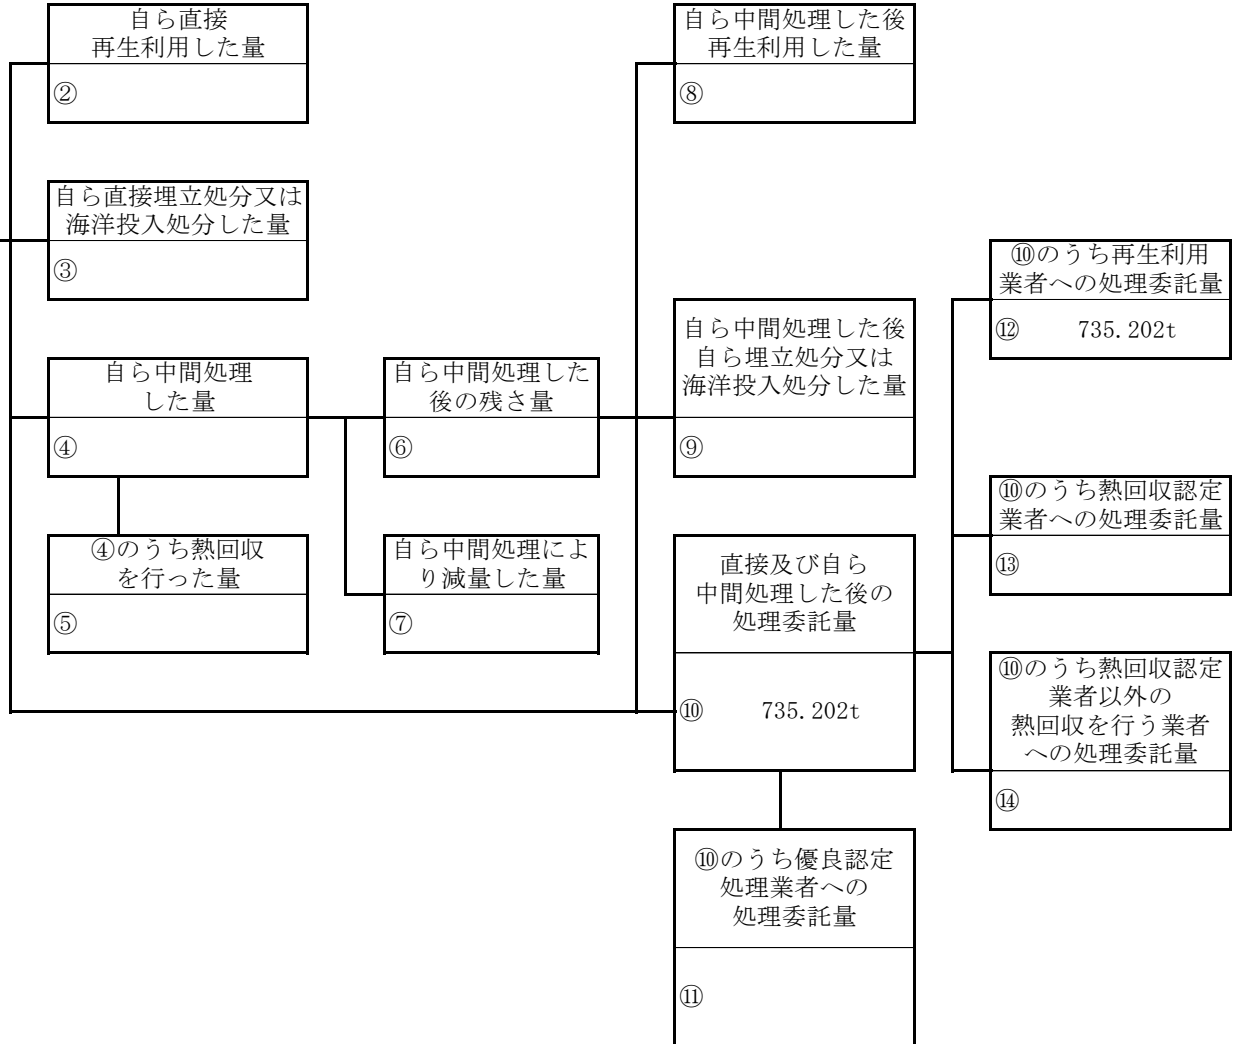 自ら直接
再生利用した量
②
自ら直接埋立処分又は
海洋投入処分した量
③
自ら中間処理
した量
④
④のうち熱回収
を行った量
⑤
自ら中間処理した
後の残さ量
⑥
自ら中間処理によ
り減量した量
⑦
自ら中間処理した後
再生利用した量
⑧
自ら中間処理した後
自ら埋立処分又は
海洋投入処分した量
⑨
直接及び自ら
中間処理した後の
処理委託量
⑩ 735.202t
⑩のうち優良認定
処理業者への
処理委託量
⑪
⑩のうち再生利用
業者への処理委託量
⑫ 735.202t
⑩のうち熱回収認定
業者への処理委託量
⑬
⑩のうち熱回収認定
業者以外の
熱回収を行う業者
への処理委託量
⑭